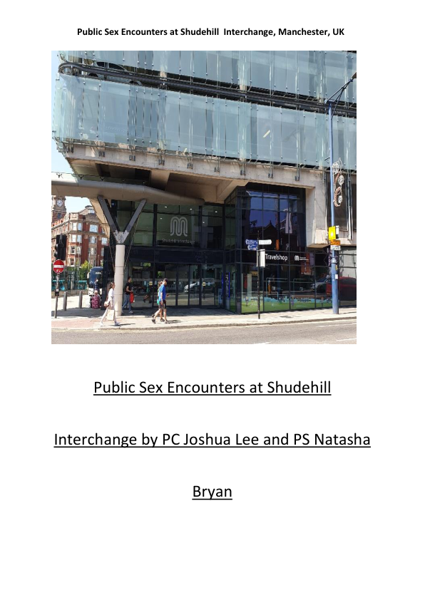 Public Sex Encounters at Shudehill Interchange, Manchester, UK
Travelshop
Public Sex Encounters at Shudehill
Interchange by PC Joshua Lee and PS Natasha
Bryan